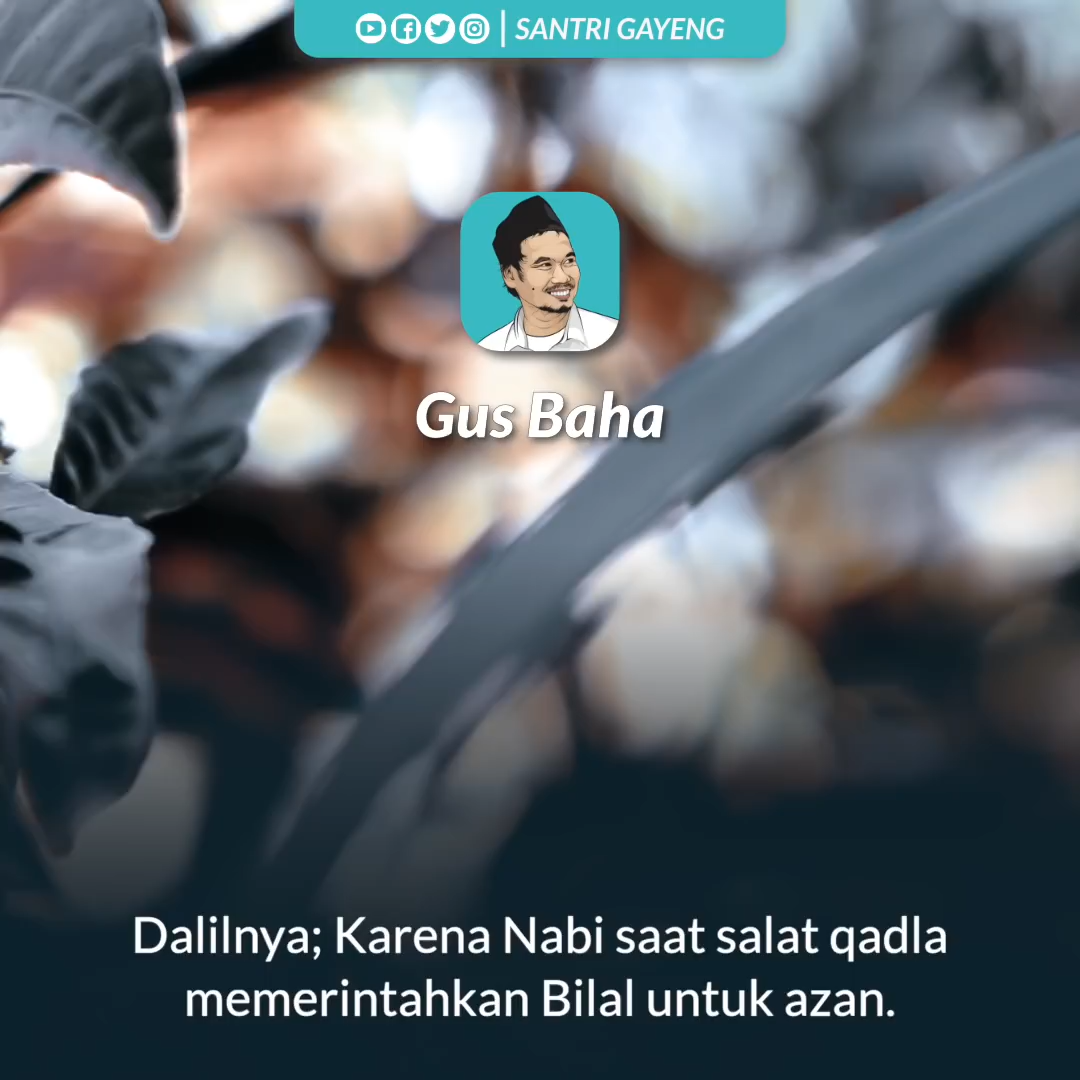 SANTRI GAYENG
Gus Baha
Dalilnya; Karena Nabi saat salat qadla
memerintahkan Bilal untuk azan.